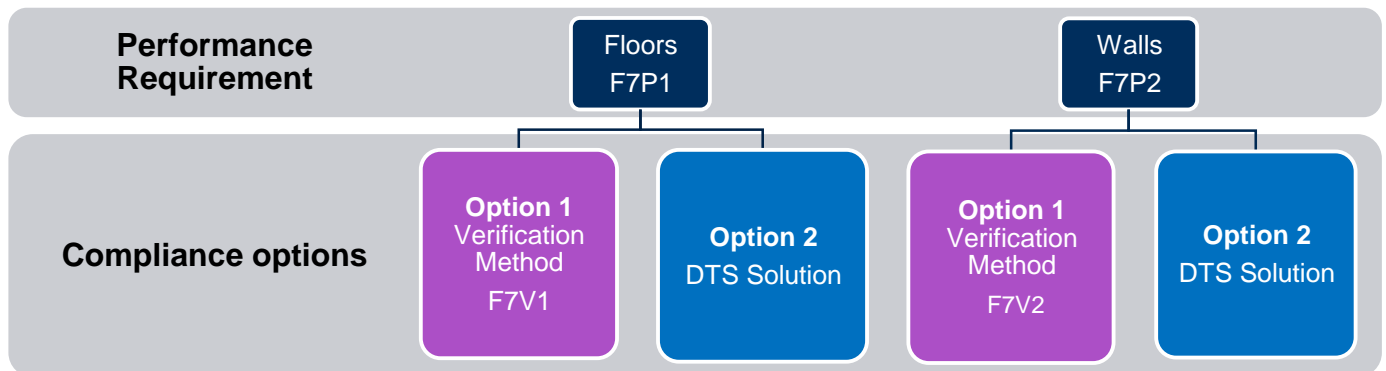 Performance
Requirement
Floors
F7P1
Walls
F7P2
Compliance options
Option 1
Verification
Method
F7V1
Option 2
DTS Solution
Option 1
Verification
Method
F7V2
Option 2
DTS Solution